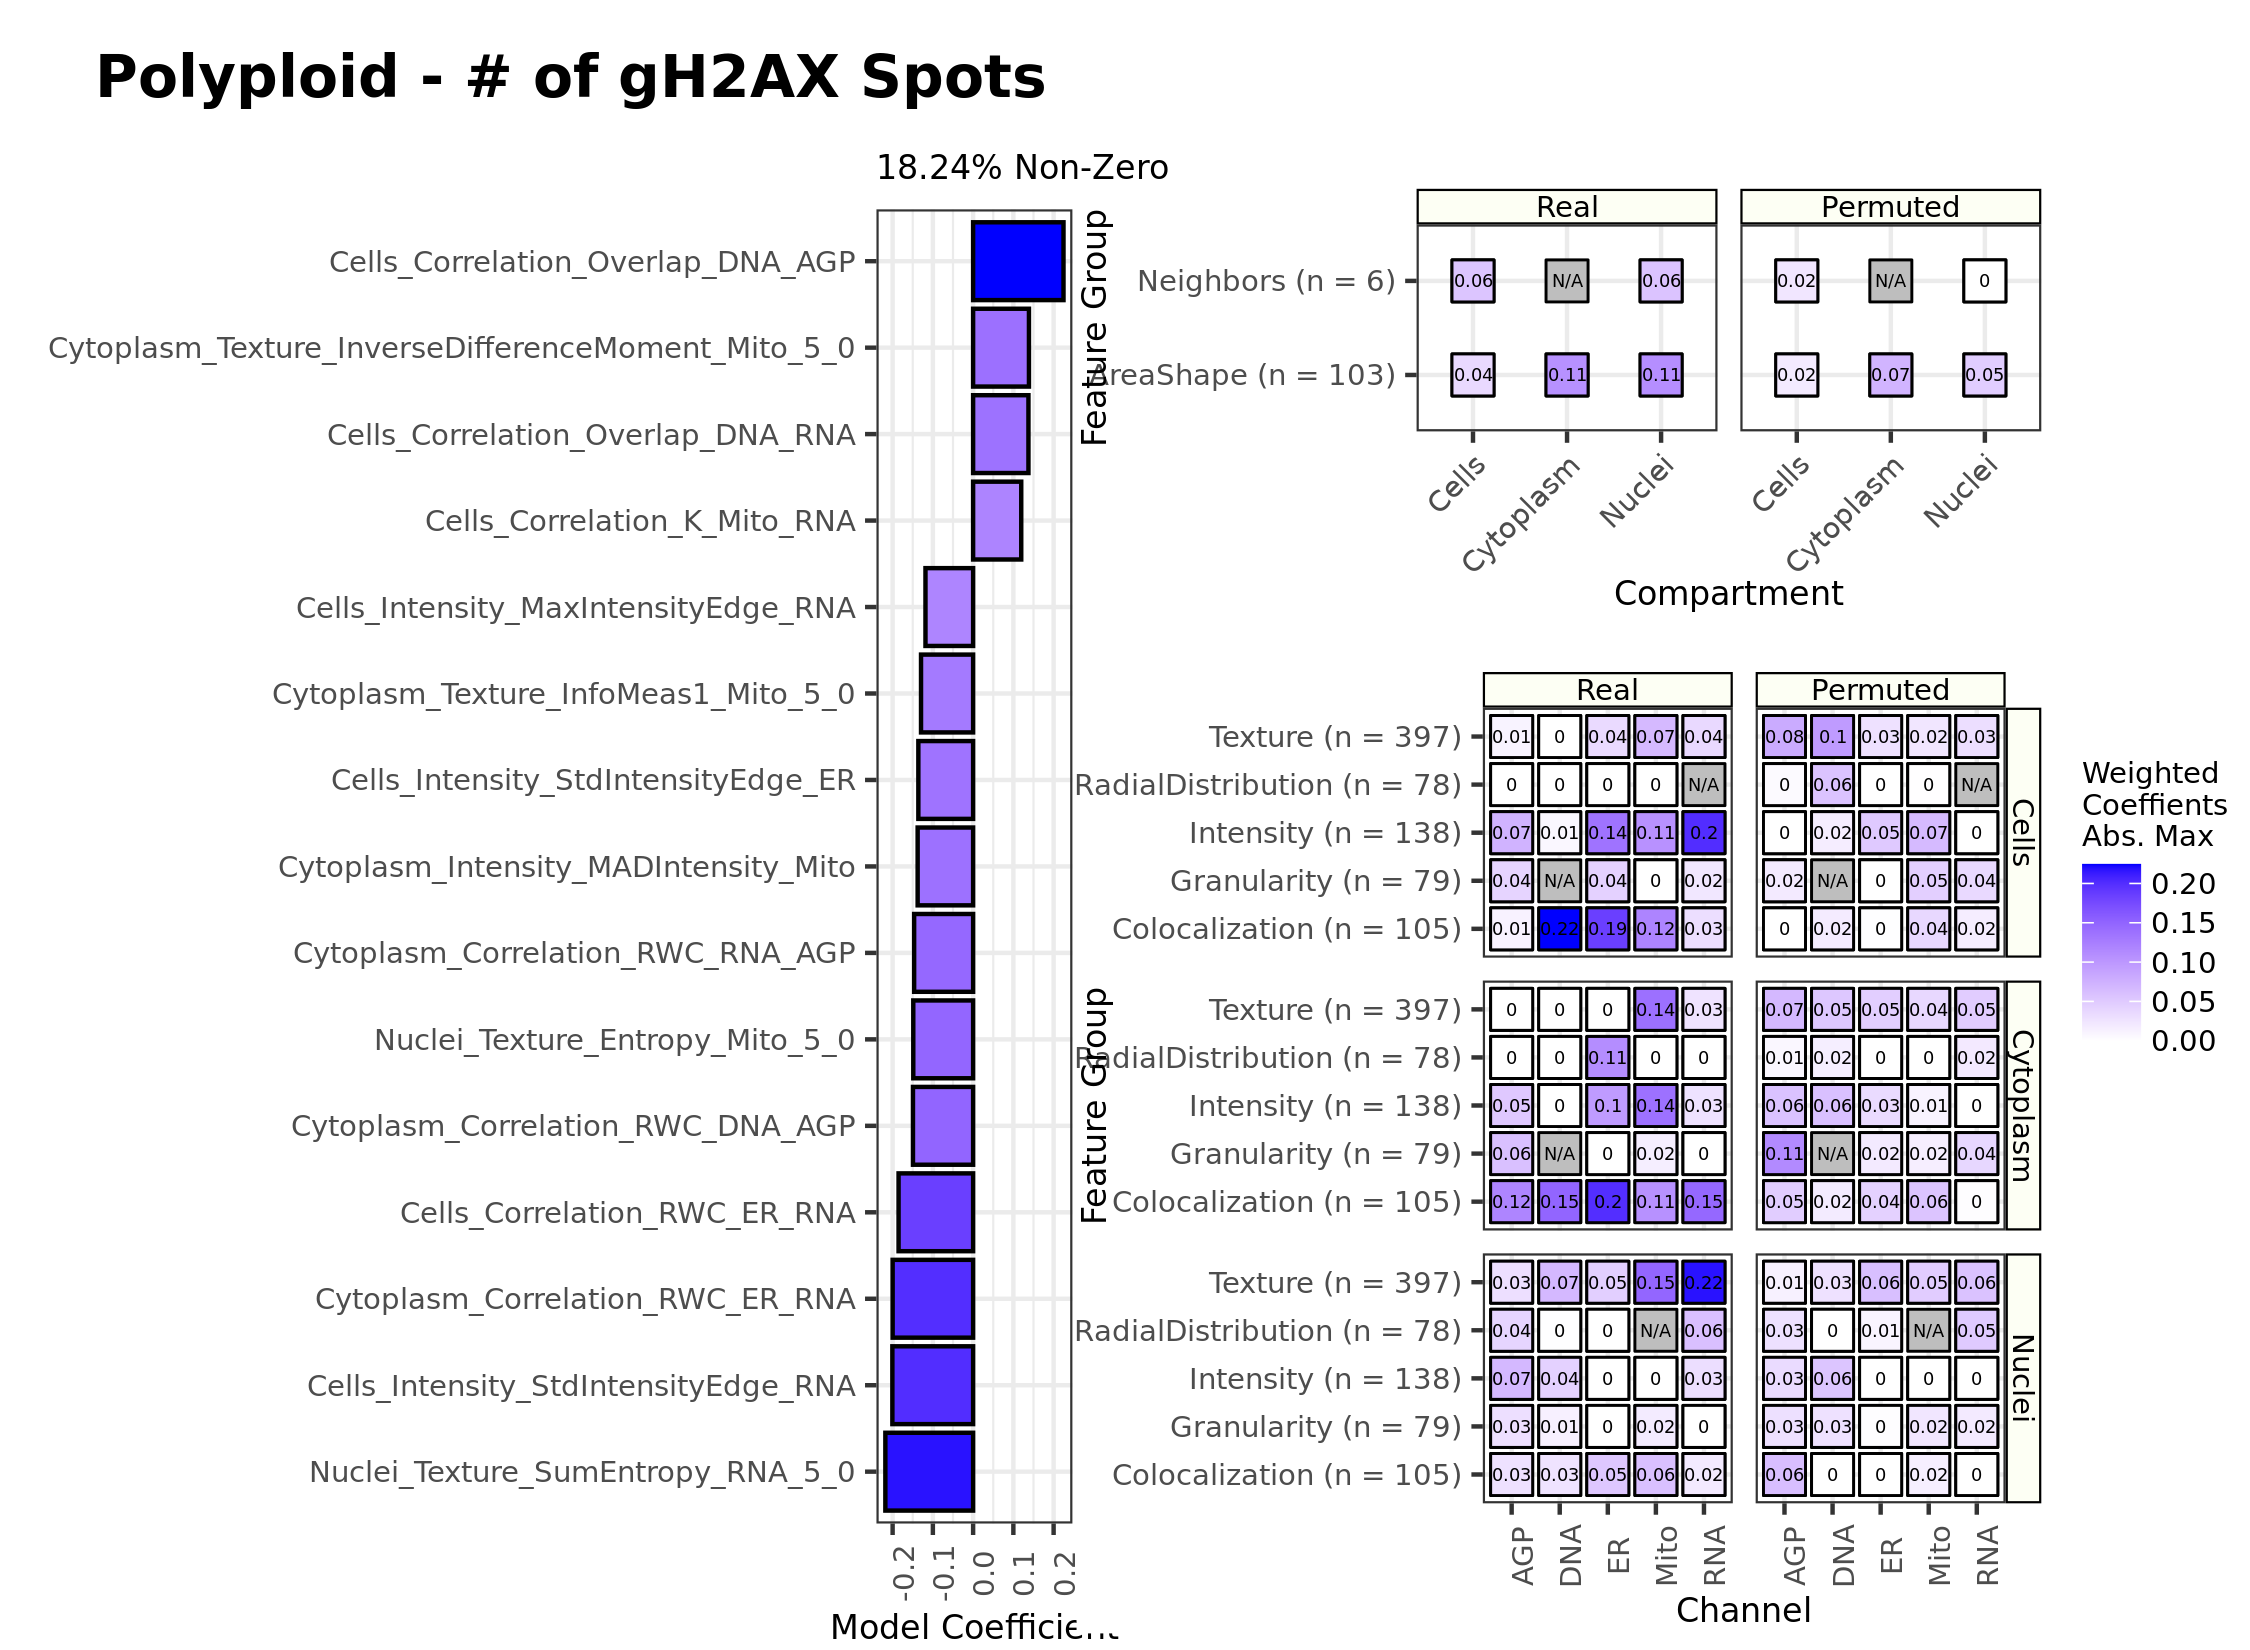 Polyploid - # of gH2AX Spots
18.24% Non-Zero
Cells_Correlation_Overlap_DNA_AGP
Cytoplasm_Texture_InverseDifferenceMoment_Mito_5_0
Cells_Correlation_Overlap_DNA_RNA
Cells_Correlation_K_Mito_RNA
Cells_Intensity_MaxIntensityEdge_RNA
Cytoplasm_Texture_InfoMeas1_Mito_5_0
Cells_Intensity_StdIntensityEdge_ER
Cytoplasm_Intensity_MADIntensity_Mito
Cytoplasm_Correlation_RWC_RNA_AGP
Nuclei_Texture_Entropy_Mito_5_0
Cytoplasm_Correlation_RWC_DNA_AGP
Cells_Correlation_RWC_ER_RNA
Cytoplasm_Correlation_RWC_ER_RNA
Cells_Intensity_StdIntensityEdge_RNA
Nuclei_Texture_SumEntropy_RNA_5_0
-0.2 -0.1 0.0 0.1 0.2
Model Coefficient
Feature Group
Real Permuted
Neighbors (n = 6) 0.06 N/A 0.06 0.02 N/A 0
AreaShape (n = 103) 0.04 0.11 0.11 0.02 0.07 0.05
Cells Cytoplasm Nuclei Cells Cytoplasm Nuclei
Compartment
Feature Group
Real Permuted
Texture (n = 397) 0.01 0 0.04 0.07 0.04 0.08 0.1 0.03 0.02 0.03
RadialDistribution (n = 78) 0 0 0 0 N/A 0 0.06 0 0 N/A
Intensity (n = 138) 0.07 0.01 0.14 0.11 0.2 0 0.02 0.05 0.07 0
Granularity (n = 79) 0.04 N/A 0.04 0 0.02 0.02 N/A 0 0.05 0.04
Colocalization (n = 105) 0.01 0.22 0.19 0.12 0.03 0 0.02 0 0.04 0.02
Cells
Texture (n = 397) 0 0 0 0.14 0.03 0.07 0.05 0.05 0.04 0.05
RadialDistribution (n = 78) 0 0 0.11 0 0 0.01 0.02 0 0 0.02
Intensity (n = 138) 0.05 0 0.1 0.14 0.03 0.06 0.06 0.03 0.01 0
Granularity (n = 79) 0.06 N/A 0 0.02 0 0.11 N/A 0.02 0.02 0.04
Colocalization (n = 105) 0.12 0.15 0.2 0.11 0.15 0.05 0.02 0.04 0.06 0
Cytoplasm
Texture (n = 397) 0.03 0.07 0.05 0.15 0.22 0.01 0.03 0.06 0.05 0.06
RadialDistribution (n = 78) 0.04 0 0 N/A 0.06 0.03 0 0.01 N/A 0.05
Intensity (n = 138) 0.07 0.04 0 0 0.03 0.03 0.06 0 0 0
Granularity (n = 79) 0.03 0.01 0 0.02 0 0.03 0.03 0 0.02 0.02
Colocalization (n = 105) 0.03 0.03 0.05 0.06 0.02 0.06 0 0 0.02 0
Nuclei
AGP DNA ER Mito RNA AGP DNA ER Mito RNA
Channel
Weighted
Coeffients
Abs. Max
0.20
0.15
0.10
0.05
0.00